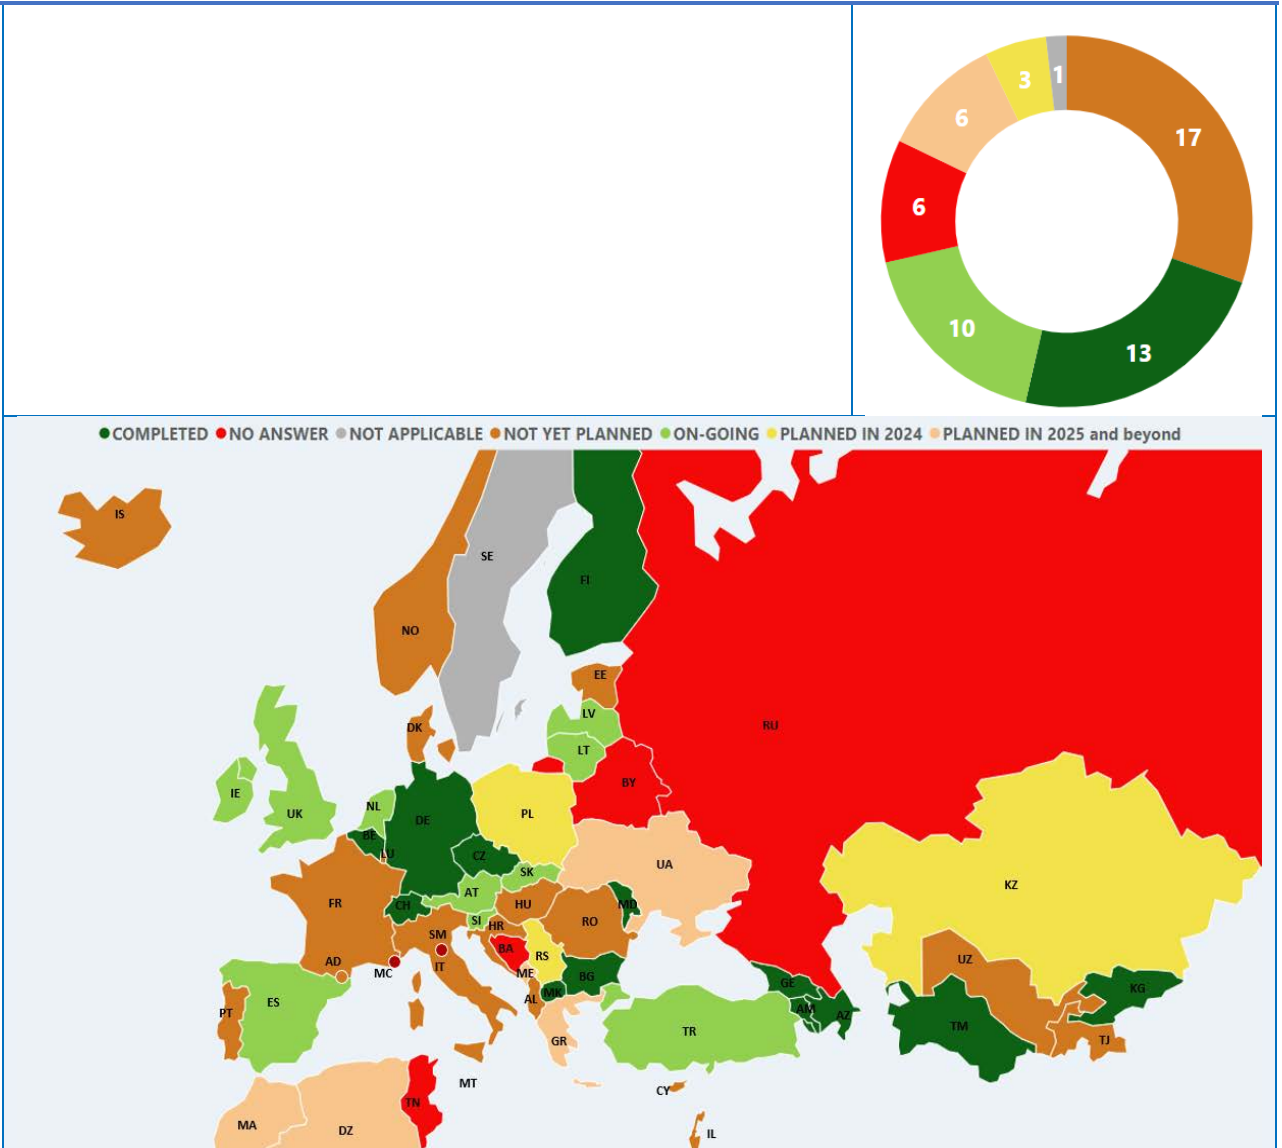 3
1
6
17
6
10
13
COMPLETED NO ANSWER NOT APPLICABLE NOT YET PLANNED ON-GOING PLANNED IN 2024 PLANNED IN 2025 and beyond
IS
SE
FI
NO
EE
LV
DK
RU
LT
BY
IE
NL
UK
PL
DE
BE
LU
CZ
UA
SK
KZ
AT
FR
CH
HU
MD
RO
SI
HR
SM
BA
RS
UZ
AD
MC
IT
ME
BG
GE
KG
ES
MK
AL
PT
AM
AZ
TR
TM
GR
TJ
MT
CY
TN
MA
DZ
IL